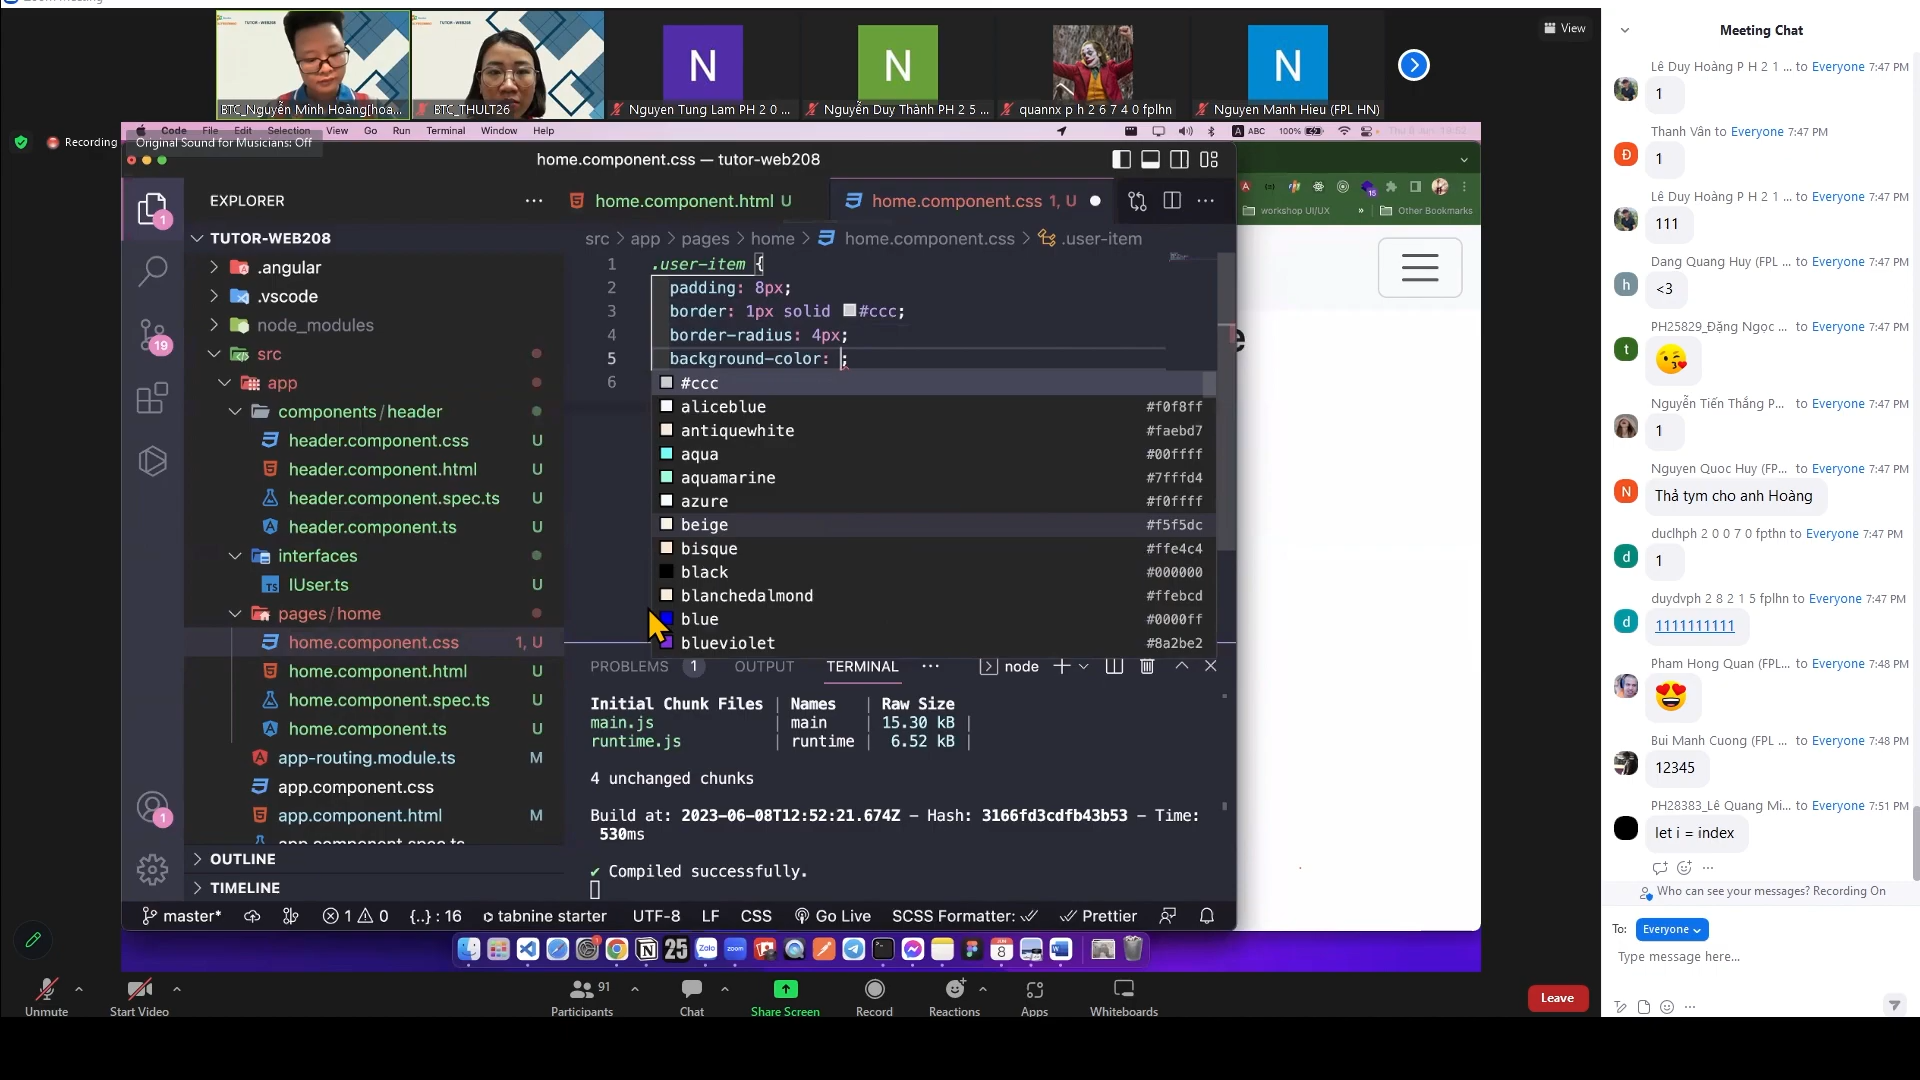 View
BTC_Nguyễn Minh Hoàng[hoa...
BTC_THULT26
N
Nguyen Tung Lam PH 2 0 ...
N
Nguyễn Duy Thành PH 2 5 ...
quannx p h 2 6 7 4 0 fplhn
N
Nguyen Manh Hieu (FPL HN)
Recording
Code File Edit Selection View Go Run Terminal Window Help
ABC 100%
Original Sound for Musicians: Off
home.component.css — tutor-web208
EXPLORER
home.component.html U
home.component.css 1, U
src > app > pages > home > home.component.css > .user-item
workshop UI/UX » Other Bookmarks
TUTOR-WEB208
.angular
.vscode
node_modules
src
app
components / header
header.component.css U
header.component.html U
header.component.spec.ts U
header.component.ts U
interfaces
IUser.ts U
pages / home
home.component.css 1, U
home.component.html U
home.component.spec.ts U
home.component.ts U
app-routing.module.ts M
app.component.css
app.component.html M
app.component.spec.ts
OUTLINE
TIMELINE
1
19
1
1 .user-item {
2 padding: 8px;
3 border: 1px solid #ccc;
4 border-radius: 4px;
5 background-color: ;
6
#ccc
aliceblue #f0f8ff
antiquewhite #faebd7
aqua #00ffff
aquamarine #7fffd4
azure #f0ffff
beige #f5f5dc
bisque #ffe4c4
black #000000
blanchedalmond #ffebcd
blue #0000ff
blueviolet #8a2be2
PROBLEMS 1 OUTPUT TERMINAL ... node
Initial Chunk Files | Names | Raw Size
main.js | main | 15.30 kB |
runtime.js | runtime | 6.52 kB |
4 unchanged chunks
Build at: 2023-06-08T12:52:21.674Z - Hash: 3166fd3cdfb43b53 - Time:
530ms
✔ Compiled successfully.
master* 1 0 {..} : 16 tabnine starter UTF-8 LF CSS Go Live SCSS Formatter: Prettier
25 Zalo zoom 8
Unmute
Start Video
91
Participants
Chat
Share Screen
Record
Reactions
Apps
Whiteboards
Leave
Meeting Chat
Lê Duy Hoàng P H 2 1 ... to Everyone 7:47 PM
1
Thanh Vân to Everyone 7:47 PM
Đ
1
Lê Duy Hoàng P H 2 1 ... to Everyone 7:47 PM
111
Dang Quang Huy (FPL ... to Everyone 7:47 PM
h
<3
PH25829_Đặng Ngọc ... to Everyone 7:47 PM
t
😘
Nguyễn Tiến Thắng P... to Everyone 7:47 PM
1
Nguyen Quoc Huy (FP... to Everyone 7:47 PM
N
Thả tym cho anh Hoàng
duclhph 2 0 0 7 0 fpthn to Everyone 7:47 PM
d
1
duydvph 2 8 2 1 5 fplhn to Everyone 7:47 PM
d
1111111111
Pham Hong Quan (FPL... to Everyone 7:48 PM
😍
Bui Manh Cuong (FPL ... to Everyone 7:48 PM
12345
PH28383_Lê Quang Mi... to Everyone 7:51 PM
let i = index
Who can see your messages? Recording On
To: Everyone
Type message here...